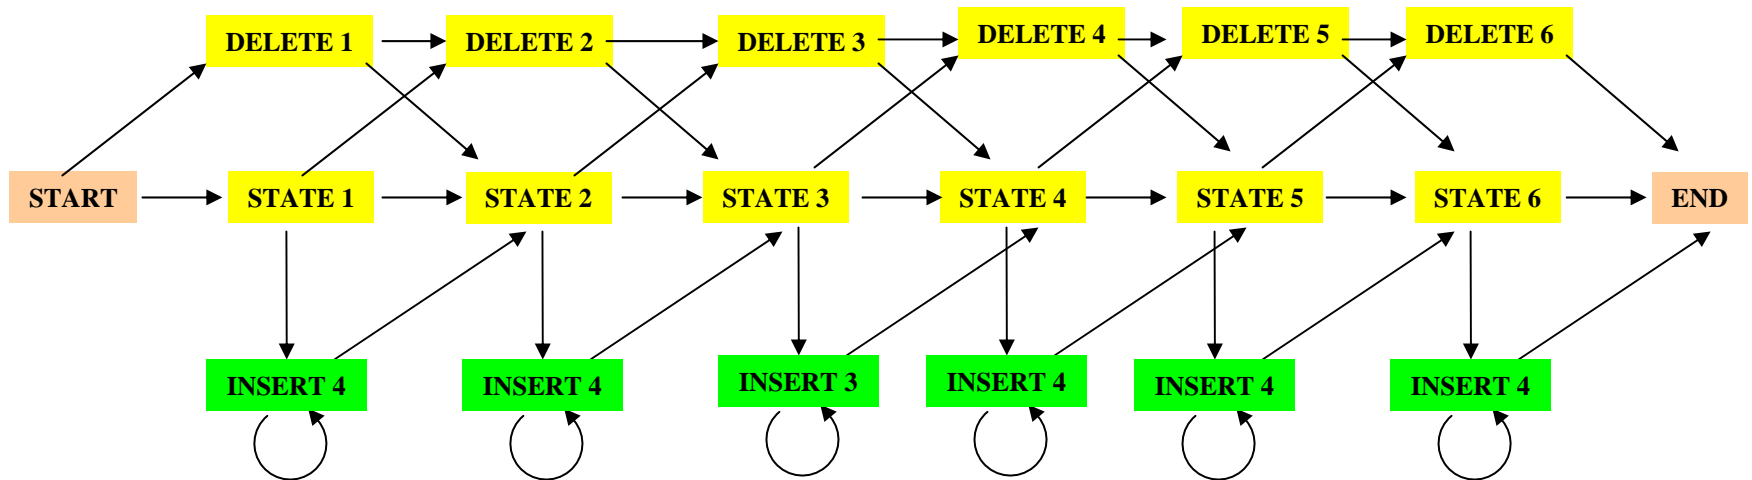 DELETE 1 DELETE 2 DELETE 3 DELETE 4 DELETE 5 DELETE 6
START STATE 1 STATE 2 STATE 3 STATE 4 STATE 5 STATE 6 END
INSERT 4 INSERT 4 INSERT 3 INSERT 4 INSERT 4 INSERT 4